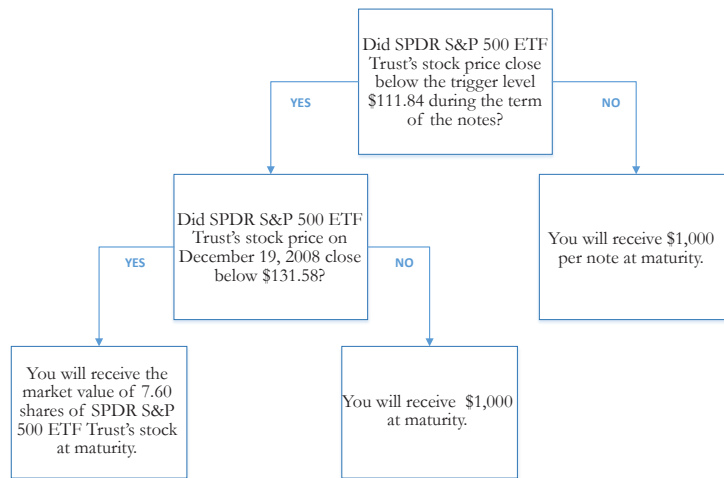 Did SPDR S&P 500 ETF
Trust's stock price close
below the trigger level
$111.84 during the term
of the notes?
YES
NO
Did SPDR S&P 500 ETF
Trust's stock price on
December 19, 2008 close
below $131.58?
You will receive $1,000
per note at maturity.
YES
NO
You will receive the
market value of 7.60
shares of SPDR S&P
500 ETF Trust's stock
at maturity.
You will receive $1,000
at maturity.